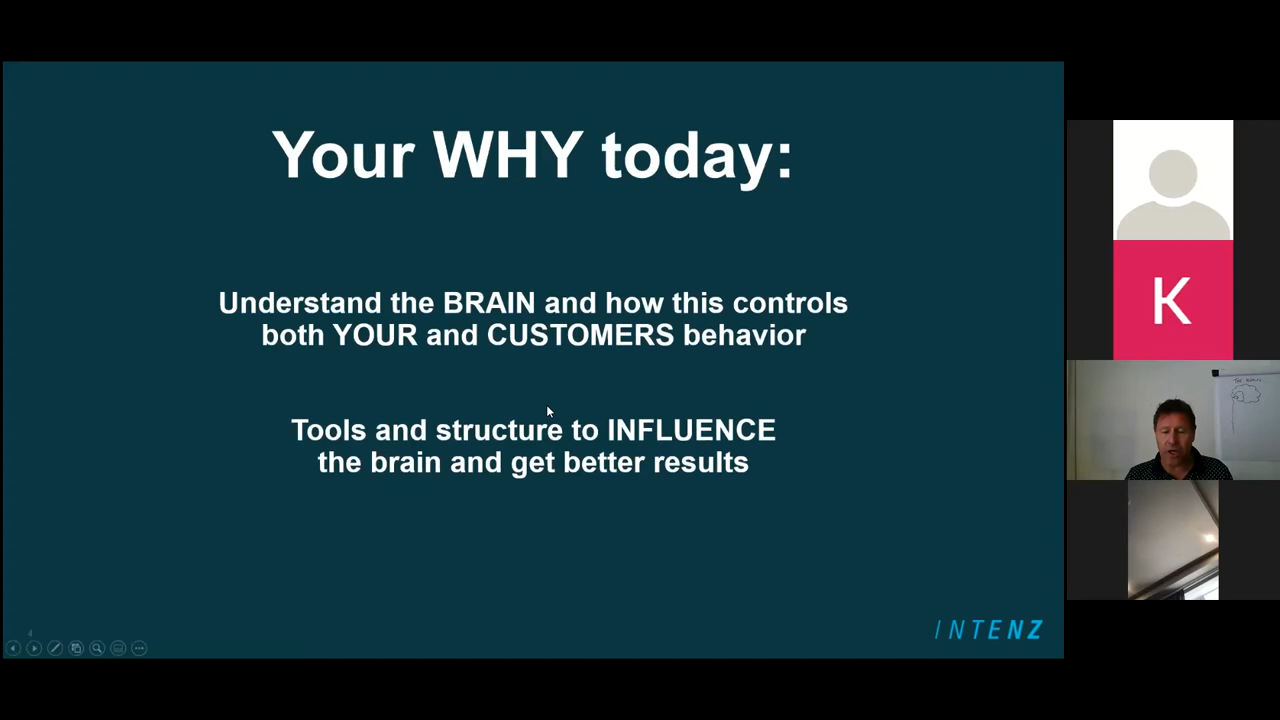 Your WHY today:
Understand the BRAIN and how this controls
both YOUR and CUSTOMERS behavior
Tools and structure to INFLUENCE
the brain and get better results
4
INTENZ
K